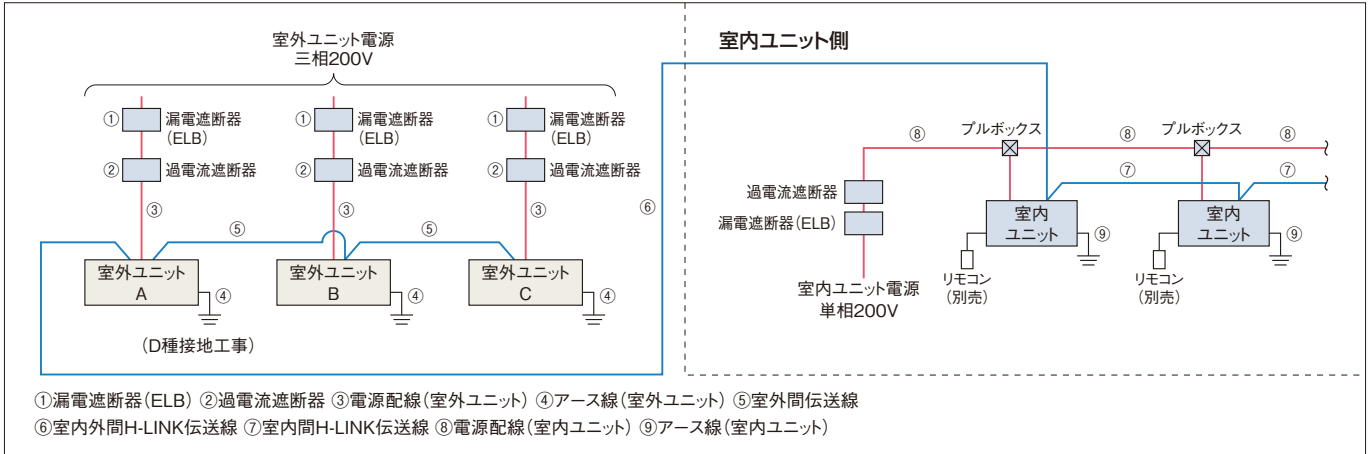 室外ユニット電源
三相200V
① 漏電遮断器
(ELB)
① 漏電遮断器
(ELB)
① 漏電遮断器
(ELB)
② 過電流遮断器
② 過電流遮断器
② 過電流遮断器
③
③
③
⑤
⑤
⑥
室外ユニット
A
④
室外ユニット
B
④
室外ユニット
C
④
(D種接地工事)
室内ユニット側
⑧
プルボックス
⑧
プルボックス
⑧
過電流遮断器
漏電遮断器(ELB)
室内ユニット電源
単相200V
⑦
⑦
室内
ユニット
⑨
リモコン
(別売)
室内
ユニット
⑨
リモコン
(別売)
①漏電遮断器(ELB) ②過電流遮断器 ③電源配線(室外ユニット) ④アース線(室外ユニット) ⑤室外間伝送線
⑥室内外間H-LINK伝送線 ⑦室内間H-LINK伝送線 ⑧電源配線(室内ユニット) ⑨アース線(室内ユニット)